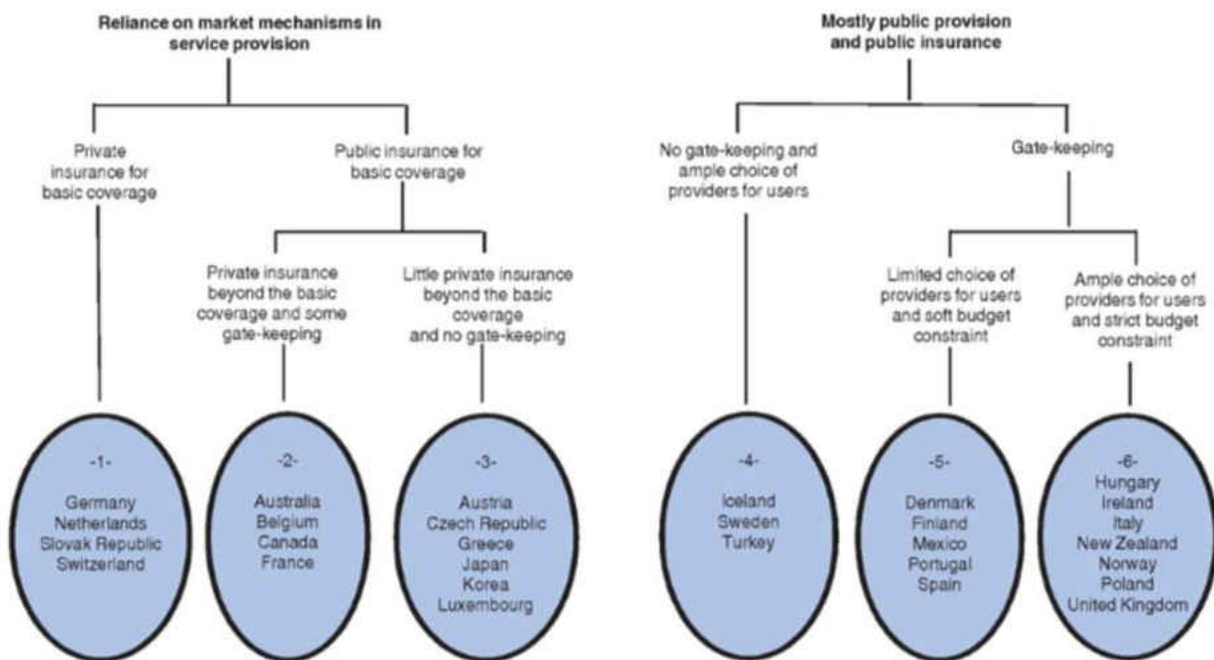 Reliance on market mechanisms in
service provision
Mostly public provision
and public insurance
Private
insurance for
basic coverage
Public insurance for
basic coverage
No gate-keeping and
ample choice of
providers for users
Gate-keeping
Private insurance
beyond the basic
coverage and some
gate-keeping
Little private insurance
beyond the basic
coverage
and no gate-keeping
Limited choice of
providers for users
and soft budget
constraint
Ample choice of
providers for users
and strict budget
constraint
-1-
Germany
Netherlands
Slovak Republic
Switzerland
-2-
Australia
Belgium
Canada
France
-3-
Austria
Czech Republic
Greece
Japan
Korea
Luxembourg
-4-
Iceland
Sweden
Turkey
-5-
Denmark
Finland
Mexico
Portugal
Spain
-6-
Hungary
Ireland
Italy
New Zealand
Norway
Poland
United Kingdom